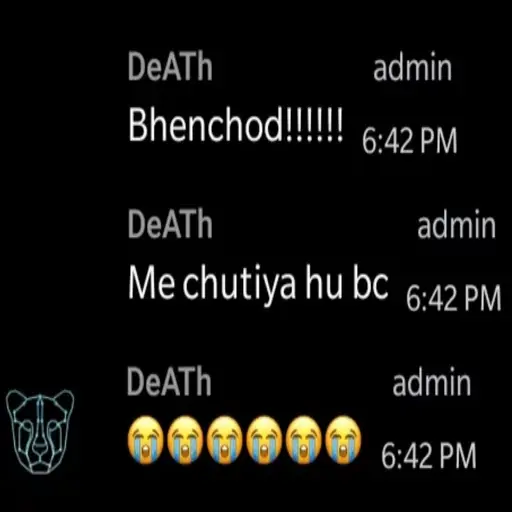 DeATh admin
Bhenchod!!!!!! 6:42 PM
DeATh admin
Me chutiya hu bc 6:42 PM
DeATh admin
😭😭😭😭😭😭 6:42 PM